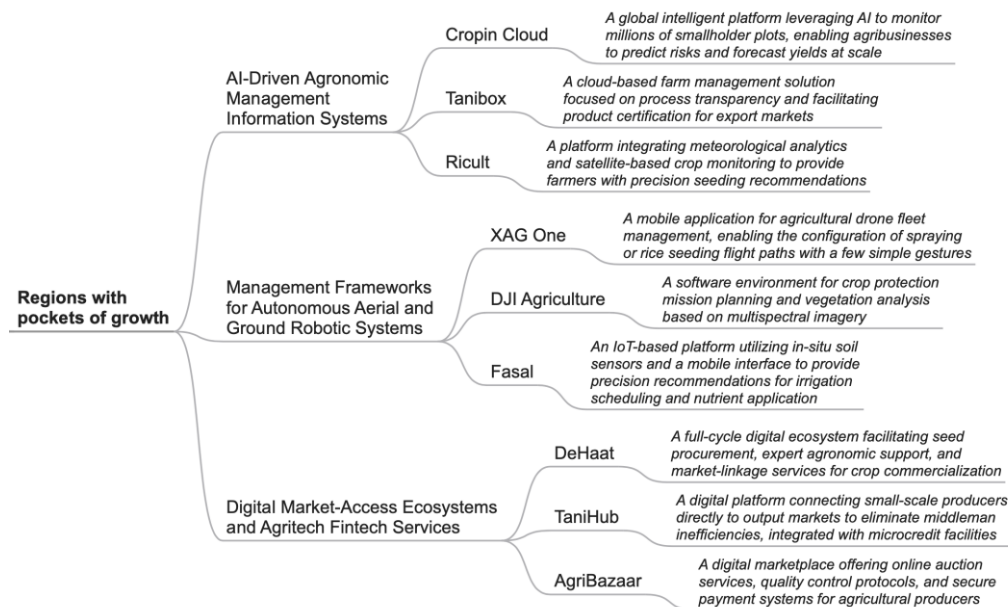 Regions with
pockets of growth
AI-Driven Agronomic
Management
Information Systems
Cropin Cloud
A global intelligent platform leveraging AI to monitor
millions of smallholder plots, enabling agribusinesses
to predict risks and forecast yields at scale
Tanibox
A cloud-based farm management solution
focused on process transparency and facilitating
product certification for export markets
Ricult
A platform integrating meteorological analytics
and satellite-based crop monitoring to provide
farmers with precision seeding recommendations
Management Frameworks
for Autonomous Aerial and
Ground Robotic Systems
XAG One
A mobile application for agricultural drone fleet
management, enabling the configuration of spraying
or rice seeding flight paths with a few simple gestures
DJI Agriculture
A software environment for crop protection
mission planning and vegetation analysis
based on multispectral imagery
Fasal
An IoT-based platform utilizing in-situ soil
sensors and a mobile interface to provide
precision recommendations for irrigation
scheduling and nutrient application
Digital Market-Access Ecosystems
and Agritech Fintech Services
DeHaat
A full-cycle digital ecosystem facilitating seed
procurement, expert agronomic support, and
market-linkage services for crop commercialization
TaniHub
A digital platform connecting small-scale producers
directly to output markets to eliminate middleman
inefficiencies, integrated with microcredit facilities
AgriBazaar
A digital marketplace offering online auction
services, quality control protocols, and secure
payment systems for agricultural producers